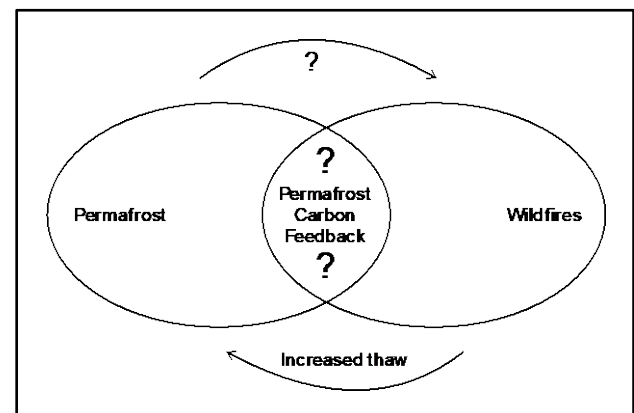 ?
?
Permafrost
Carbon
Feedback
?
Permafrost
Wildfires
Increased thaw